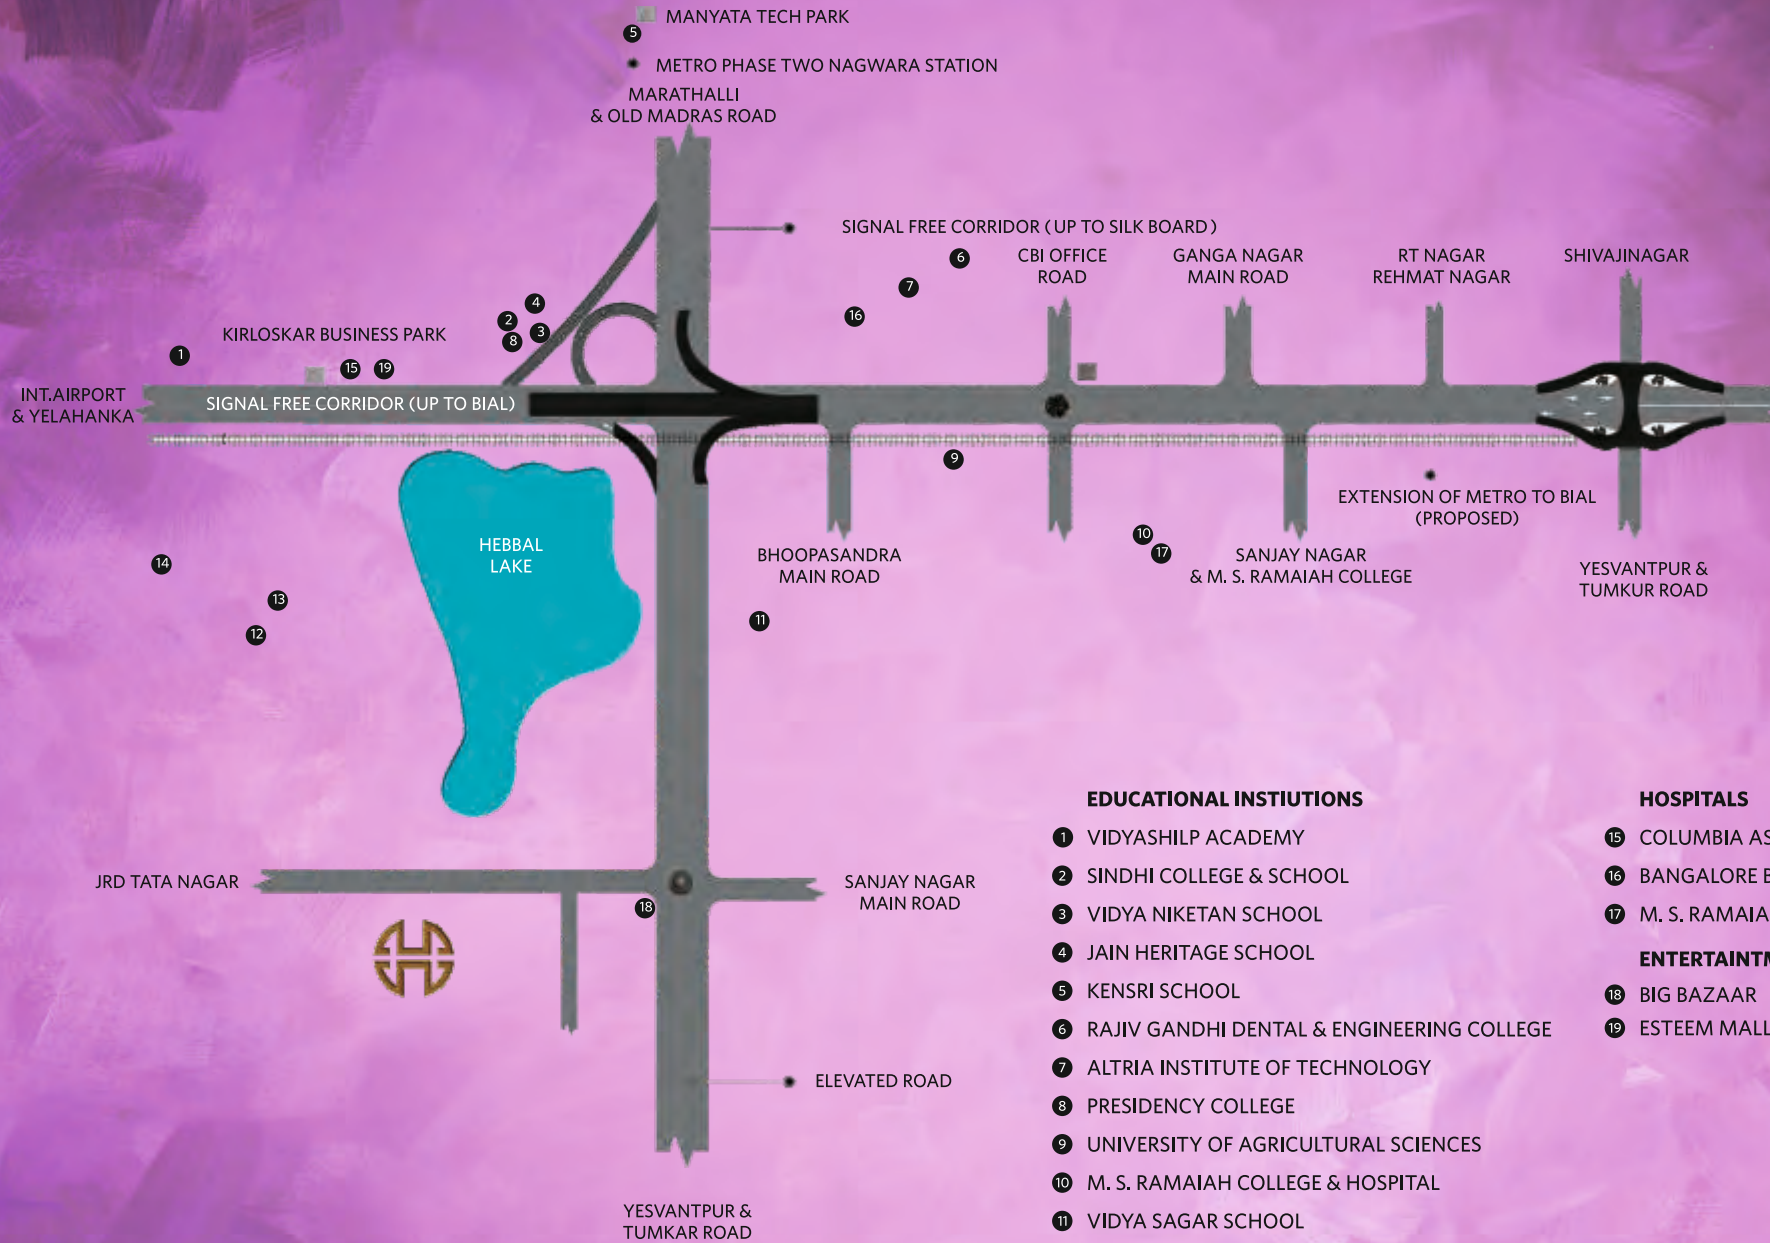 MANYATA TECH PARK
5
METRO PHASE TWO NAGWARA STATION
MARATHALLI
& OLD MADRAS ROAD
SIGNAL FREE CORRIDOR (UP TO SILK BOARD)
6
CBI OFFICE
ROAD
GANGA NAGAR
MAIN ROAD
RT NAGAR
REHMAT NAGAR
SHIVAJINAGAR
7
4
2
3
8
16
KIRLOSKAR BUSINESS PARK
1
15
19
INT.AIRPORT
& YELAHANKA
SIGNAL FREE CORRIDOR (UP TO BIAL)
9
EXTENSION OF METRO TO BIAL
(PROPOSED)
HEBBAL
LAKE
10
17
BHOOPASANDRA
MAIN ROAD
SANJAY NAGAR
& M. S. RAMAIAH COLLEGE
YESVANTPUR &
TUMKUR ROAD
14
13
12
11
JRD TATA NAGAR
18
SANJAY NAGAR
MAIN ROAD
ELEVATED ROAD
YESVANTPUR &
TUMKAR ROAD
EDUCATIONAL INSTIUTIONS
1 VIDYASHILP ACADEMY
2 SINDHI COLLEGE & SCHOOL
3 VIDYA NIKETAN SCHOOL
4 JAIN HERITAGE SCHOOL
5 KENSRI SCHOOL
6 RAJIV GANDHI DENTAL & ENGINEERING COLLEGE
7 ALTRIA INSTITUTE OF TECHNOLOGY
8 PRESIDENCY COLLEGE
9 UNIVERSITY OF AGRICULTURAL SCIENCES
10 M. S. RAMAIAH COLLEGE & HOSPITAL
11 VIDYA SAGAR SCHOOL
HOSPITALS
15 COLUMBIA AS
16 BANGALORE B
17 M. S. RAMAIA
ENTERTAINTM
18 BIG BAZAAR
19 ESTEEM MALL